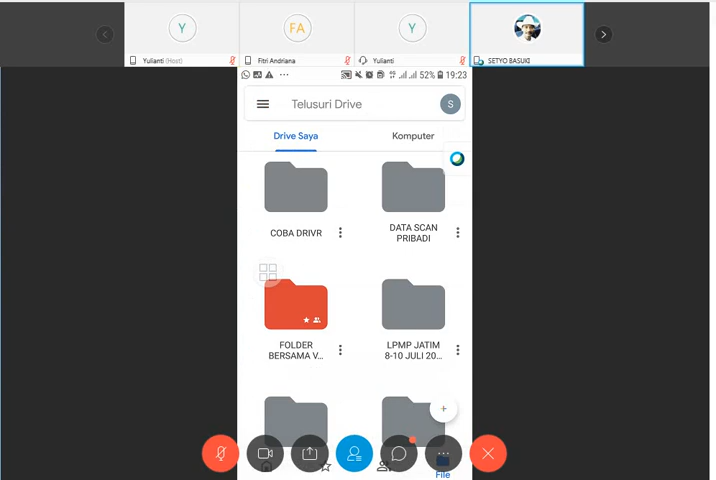 Y
FA
Y
Yulianti (Host)
Fitri Andriana
Yulianti
SETYO BASUKI
52%
19:23
Telusuri Drive
S
Drive Saya
Komputer
COBA DRIVR
DATA SCAN
PRIBADI
FOLDER
BERSAMA V...
LPMP JATIM
8-10 JULI 20...
File